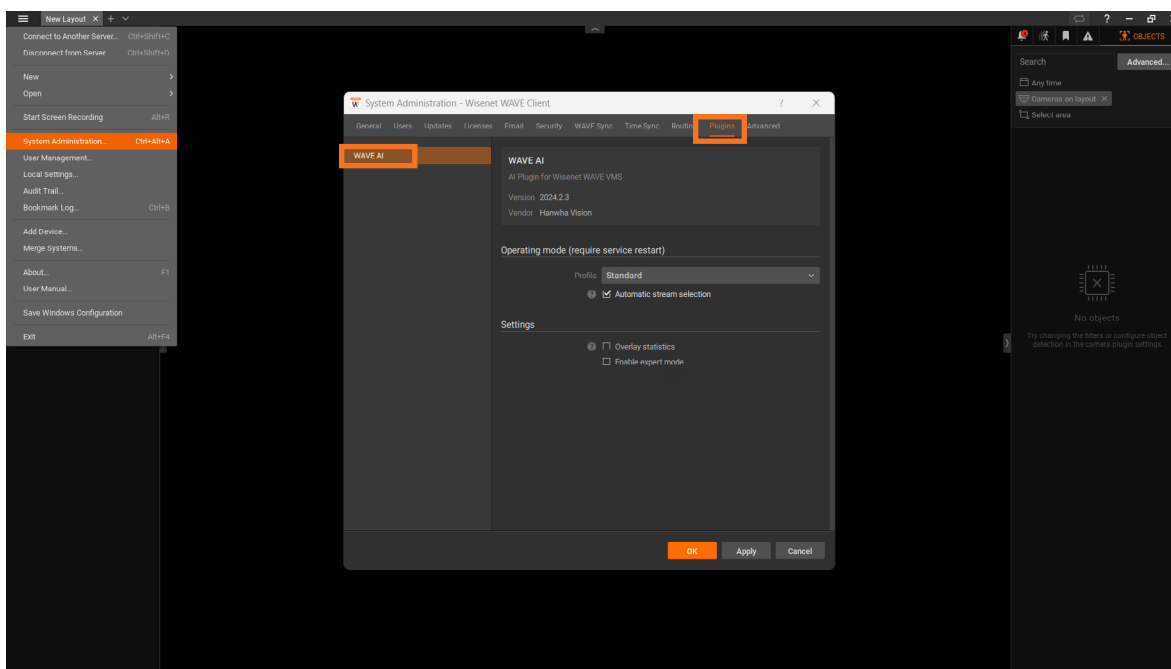 New Layout × +
Connect to Another Server... Ctrl+Shift+C
Disconnect from Server Ctrl+Shift+D
New
Open
Start Screen Recording Alt+R
System Administration... Ctrl+Alt+A
User Management...
Local Settings...
Audit Trail...
Bookmark Log... Ctrl+B
Add Device...
Merge Systems...
About... F1
User Manual...
Save Windows Configuration
Exit Alt+F4
W System Administration - Wisenet WAVE Client ? ×
General Users Updates Licenses Email Security WAVE Sync Time Sync Routing Plugins Advanced
WAVE AI
WAVE AI
AI Plugin for Wisenet WAVE VMS
Version 2024.2.3
Vendor Hanwha Vision
Operating mode (require service restart)
Profile Standard
? Automatic stream selection
Settings
? Overlay statistics
Enable expert mode
OK Apply Cancel
?
OBJECTS
Search Advanced...
Any time
Cameras on layout ×
Select area
No objects
Try changing the filters or configure object
detection in the camera plugin settings